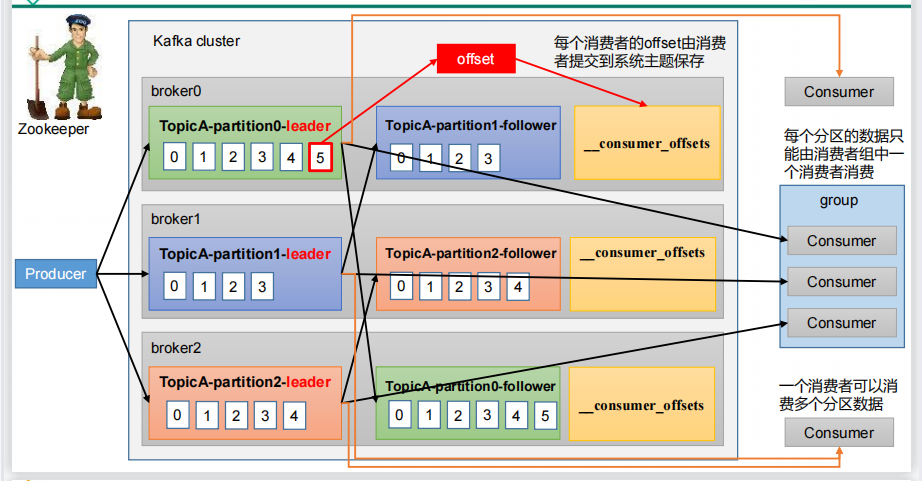 ZOO
Zookeeper
Kafka cluster
offset
每个消费者的offset由消费
者提交到系统主题保存
Consumer
broker0
TopicA-partition0-leader
0 1 2 3 4 5
TopicA-partition1-follower
0 1 2 3
__consumer_offsets
每个分区的数据只
能由消费者组中一
个消费者消费
group
Consumer
Consumer
Consumer
Producer
broker1
TopicA-partition1-leader
0 1 2 3
TopicA-partition2-follower
0 1 2 3 4
__consumer_offsets
broker2
TopicA-partition2-leader
0 1 2 3 4
TopicA-partition0-follower
0 1 2 3 4 5
__consumer_offsets
一个消费者可以消
费多个分区数据
Consumer